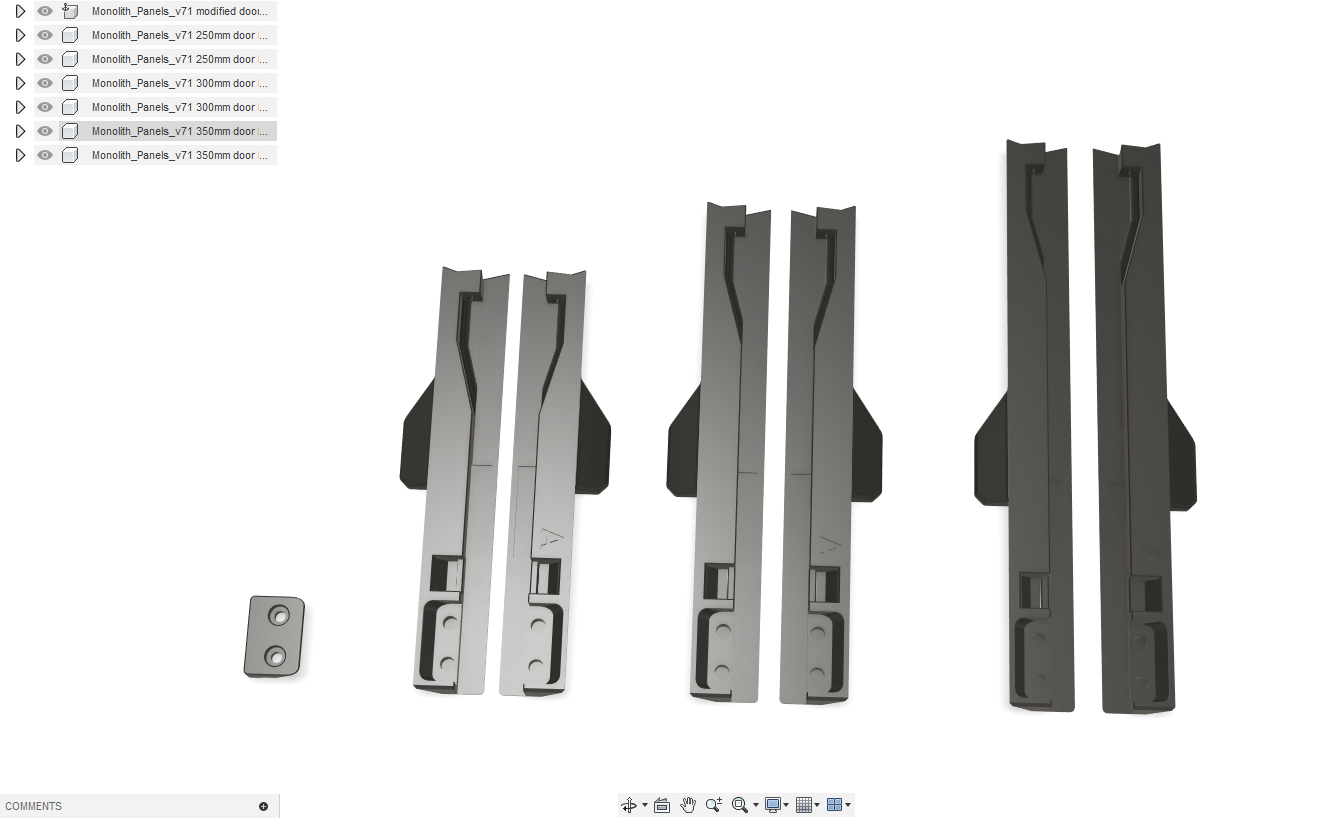 Monolith_Panels_v71 modified door...
Monolith_Panels_v71 250mm door ...
Monolith_Panels_v71 250mm door ...
Monolith_Panels_v71 300mm door ...
Monolith_Panels_v71 300mm door ...
Monolith_Panels_v71 350mm door ...
Monolith_Panels_v71 350mm door ...
A
A
A
COMMENTS